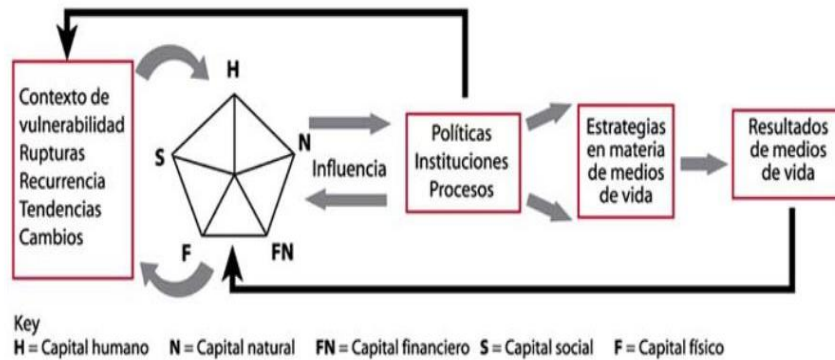 Contexto de
vulnerabilidad
Rupturas
Recurrencia
Tendencias
Cambios
H
S
N
F
FN
Influencia
Políticas
Instituciones
Procesos
Estrategias
en materia
de medios
de vida
Resultados
de medios
de vida
Key
H = Capital humano N = Capital natural FN = Capital financiero S = Capital social F = Capital físico